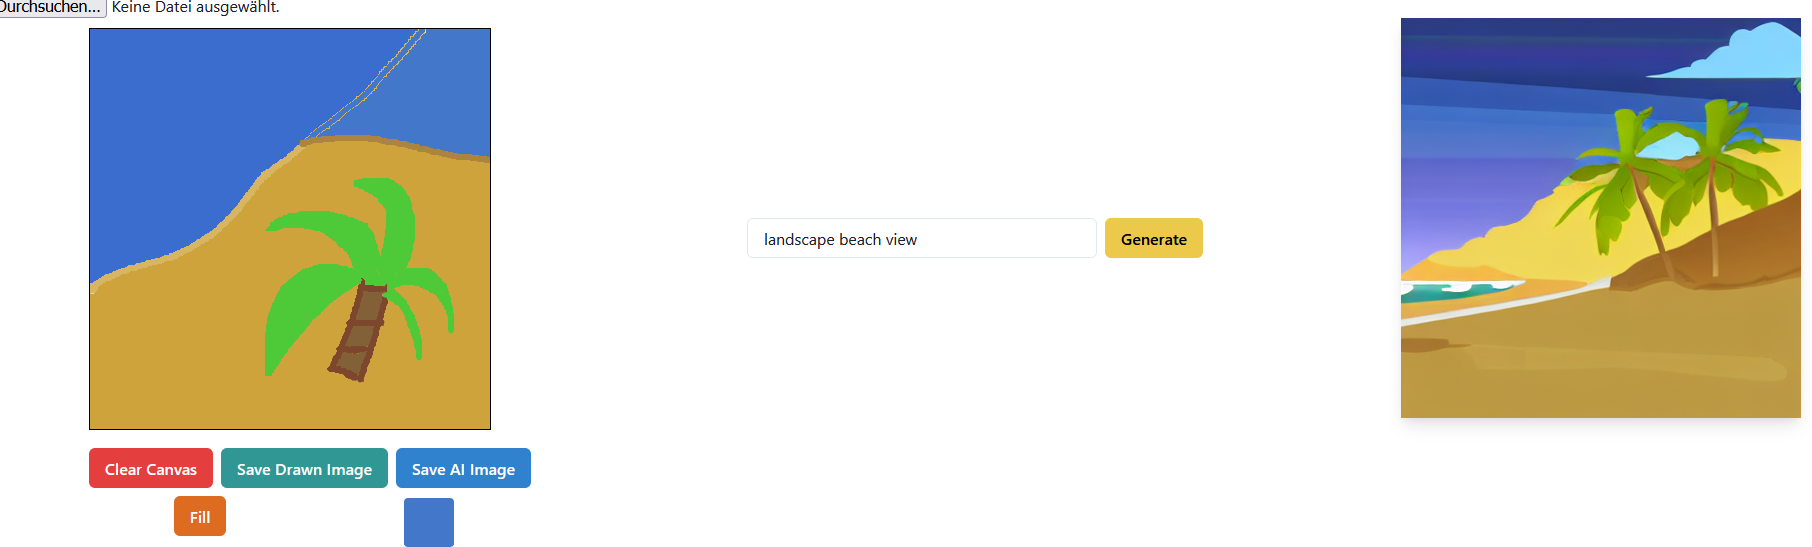 Durchsuchen... Keine Datei ausgewählt.
landscape beach view Generate
Clear Canvas Save Drawn Image Save AI Image
Fill